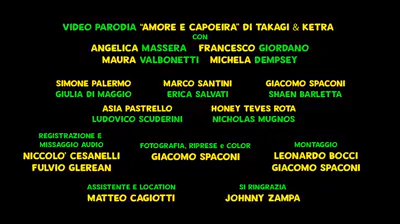 VIDEO PARODIA "AMORE E CAPOEIRA" DI TAKAGI & KETRA
CON
ANGELICA MASSERA FRANCESCO GIORDANO
MAURA VALBONETTI MICHELA DEMPSEY
SIMONE PALERMO MARCO SANTINI GIACOMO SPACONI
GIULIA DI MAGGIO ERICA SALVATI SHAEN BARLETTA
ASIA PASTRELLO HONEY TEVES ROTA
LUDOVICO SCUDERINI NICHOLAS MUGNOS
REGISTRAZIONE E
MISSAGGIO AUDIO
NICCOLO' CESANELLI
FULVIO GLEREAN
FOTOGRAFIA, RIPRESE e COLOR
GIACOMO SPACONI
MONTAGGIO
LEONARDO BOCCI
GIACOMO SPACONI
ASSISTENTE E LOCATION
MATTEO CAGIOTTI
SI RINGRAZIA
JOHNNY ZAMPA